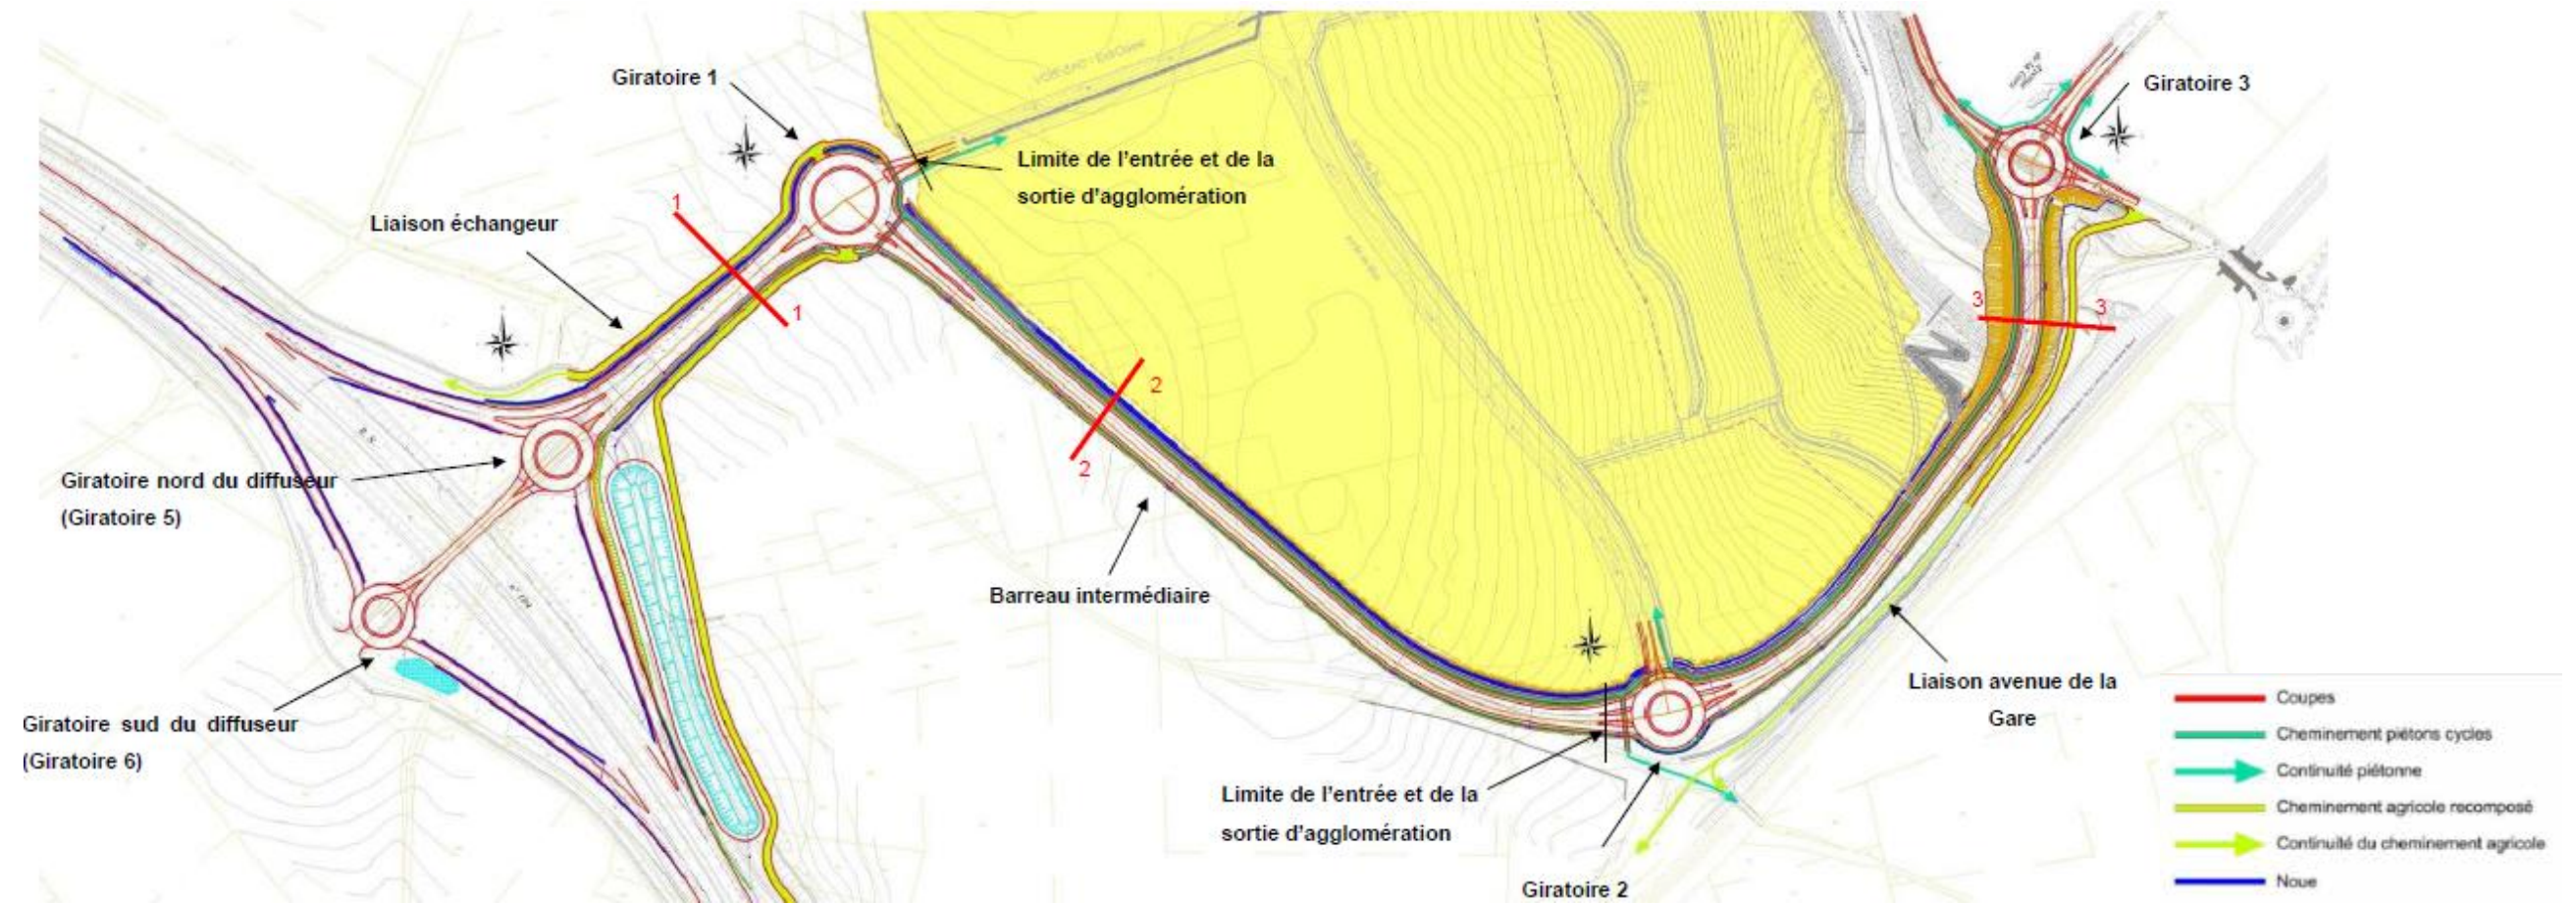 Giratoire 1
Giratoire 3
Limite de l'entrée et de la
sortie d'agglomération
1
Liaison échangeur
1
3
3
2
2
Giratoire nord du diffuseur
(Giratoire 5)
Barreau intermédiaire
Giratoire sud du diffuseur
(Giratoire 6)
Liaison avenue de la
Gare
Limite de l'entrée et de la
sortie d'agglomération
Giratoire 2
Coupes
Cheminement piétons cycles
Continuité piétonne
Cheminement agricole recomposé
Continuité du cheminement agricole
Noue